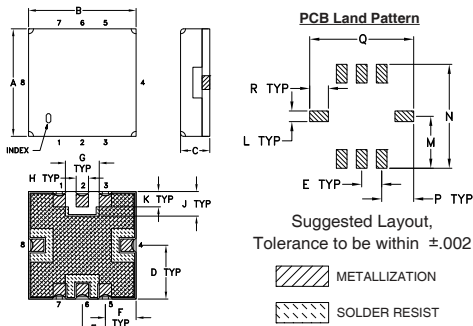 B
7 6 5
A
8
4
INDEX
1 2 3
C
PCB Land Pattern
Q
R TYP
L TYP
N
M
E TYP
P TYP
G
TYP
H TYP
1 2 3
K TYP
J TYP
8
4
D TYP
7 6 5
F
TYP
Suggested Layout,
Tolerance to be within ±.002
METALLIZATION
SOLDER RESIST